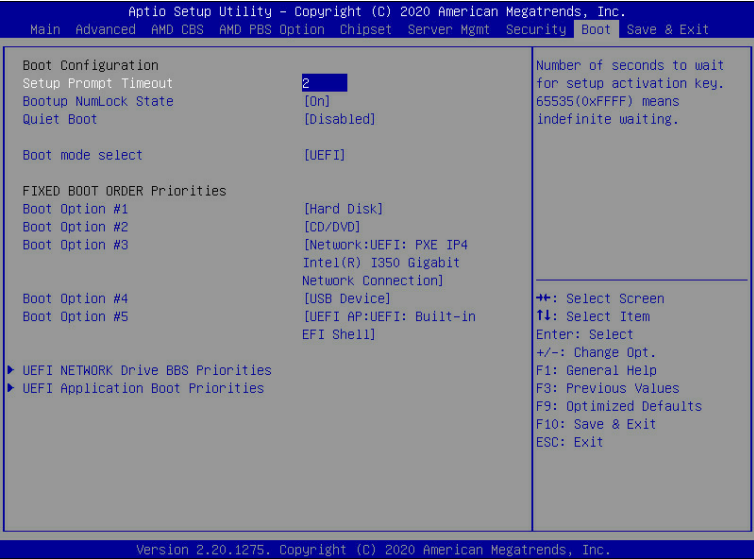 Aptio Setup Utility – Copyright (C) 2020 American Megatrends, Inc.
Main Advanced AMD CBS AMD PBS Option Chipset Server Mgmt Security Boot Save & Exit
Boot Configuration
Setup Prompt Timeout 2
Bootup NumLock State [On]
Quiet Boot [Disabled]
Boot mode select [UEFI]
FIXED BOOT ORDER Priorities
Boot Option #1 [Hard Disk]
Boot Option #2 [CD/DVD]
Boot Option #3 [Network:UEFI: PXE IP4
Intel(R) I350 Gigabit
Network Connection]
Boot Option #4 [USB Device]
Boot Option #5 [UEFI AP:UEFI: Built-in
EFI Shell]
UEFI NETWORK Drive BBS Priorities
UEFI Application Boot Priorities
Number of seconds to wait
for setup activation key.
65535(0xFFFF) means
indefinite waiting.
→←: Select Screen
↑↓: Select Item
Enter: Select
+/-: Change Opt.
F1: General Help
F3: Previous Values
F9: Optimized Defaults
F10: Save & Exit
ESC: Exit
Version 2.20.1275. Copyright (C) 2020 American Megatrends, Inc.